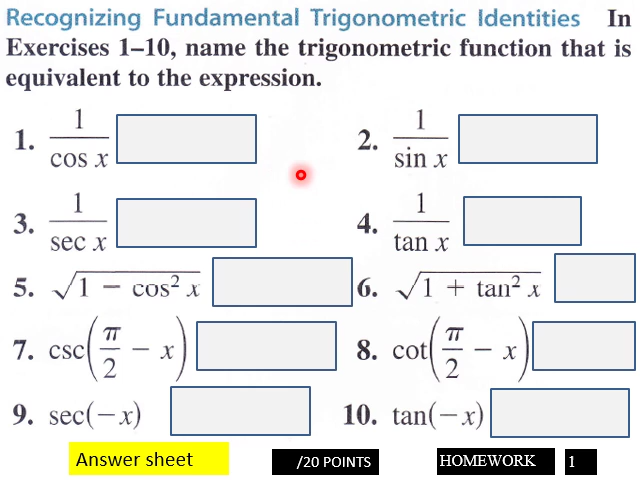 Recognizing Fundamental Trigonometric Identities In
Exercises 1–10, name the trigonometric function that is
equivalent to the expression.
1. 1/cos x 2. 1/sin x
3. 1/sec x 4. 1/tan x
5. √(1 − cos² x) 6. √(1 + tan² x)
7. csc(π/2 − x) 8. cot(π/2 − x)
9. sec(−x) 10. tan(−x)
Answer sheet /20 POINTS HOMEWORK 1